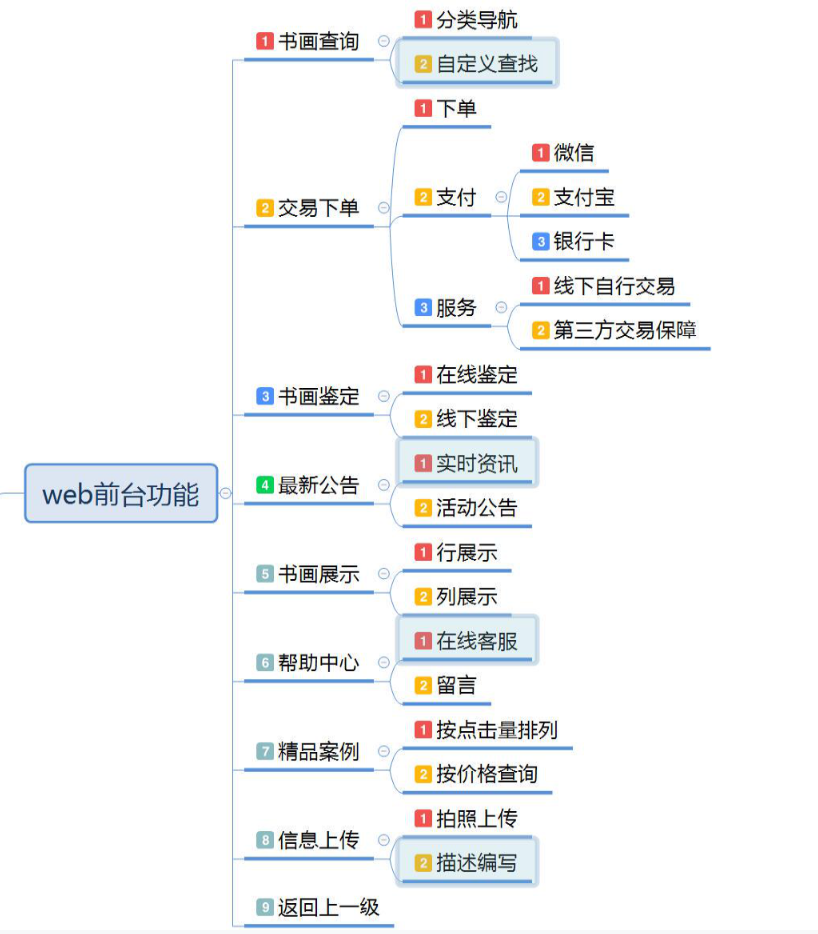 web前台功能
1 书画查询
1 分类导航
2 自定义查找
2 交易下单
1 下单
2 支付
1 微信
2 支付宝
3 银行卡
3 服务
1 线下自行交易
2 第三方交易保障
3 书画鉴定
1 在线鉴定
2 线下鉴定
4 最新公告
1 实时资讯
2 活动公告
5 书画展示
1 行展示
2 列展示
6 帮助中心
1 在线客服
2 留言
7 精品案例
1 按点击量排列
2 按价格查询
8 信息上传
1 拍照上传
2 描述编写
9 返回上一级